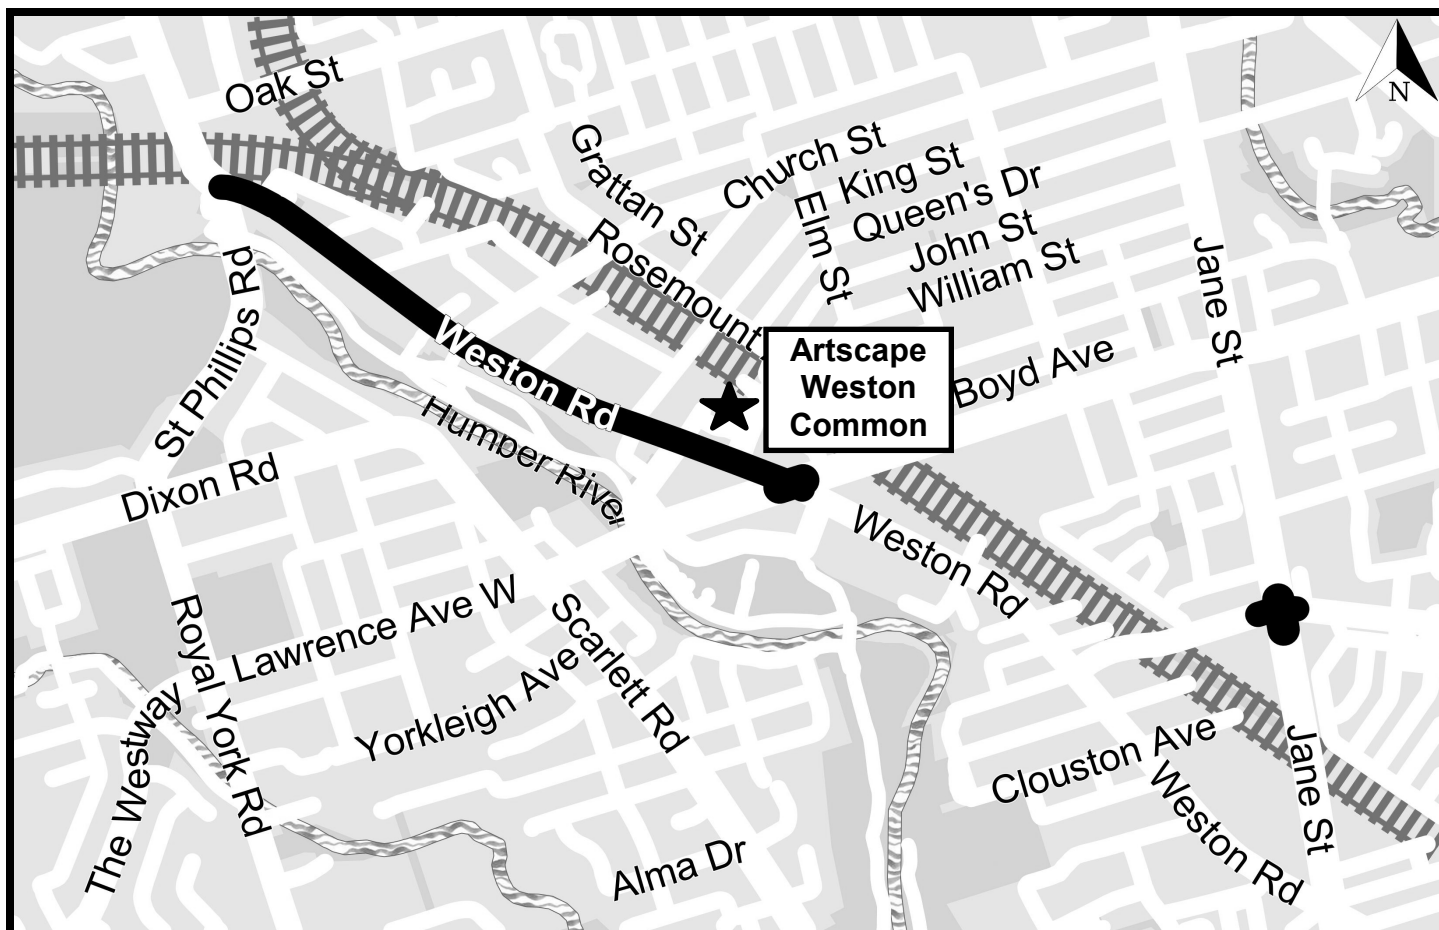 Oak St
N
Grattan St
Church St
King St
Elm St
Queen's Dr
John St
William St
Rosemount
Jane St
St Phillips Rd
Weston Rd
Artscape
Weston
Common
Boyd Ave
Humber River
Dixon Rd
Weston Rd
Lawrence Ave W
Scarlett Rd
Royal York Rd
Yorkleigh Ave
The Westway
Clouston Ave
Weston Rd
Jane St
Alma Dr